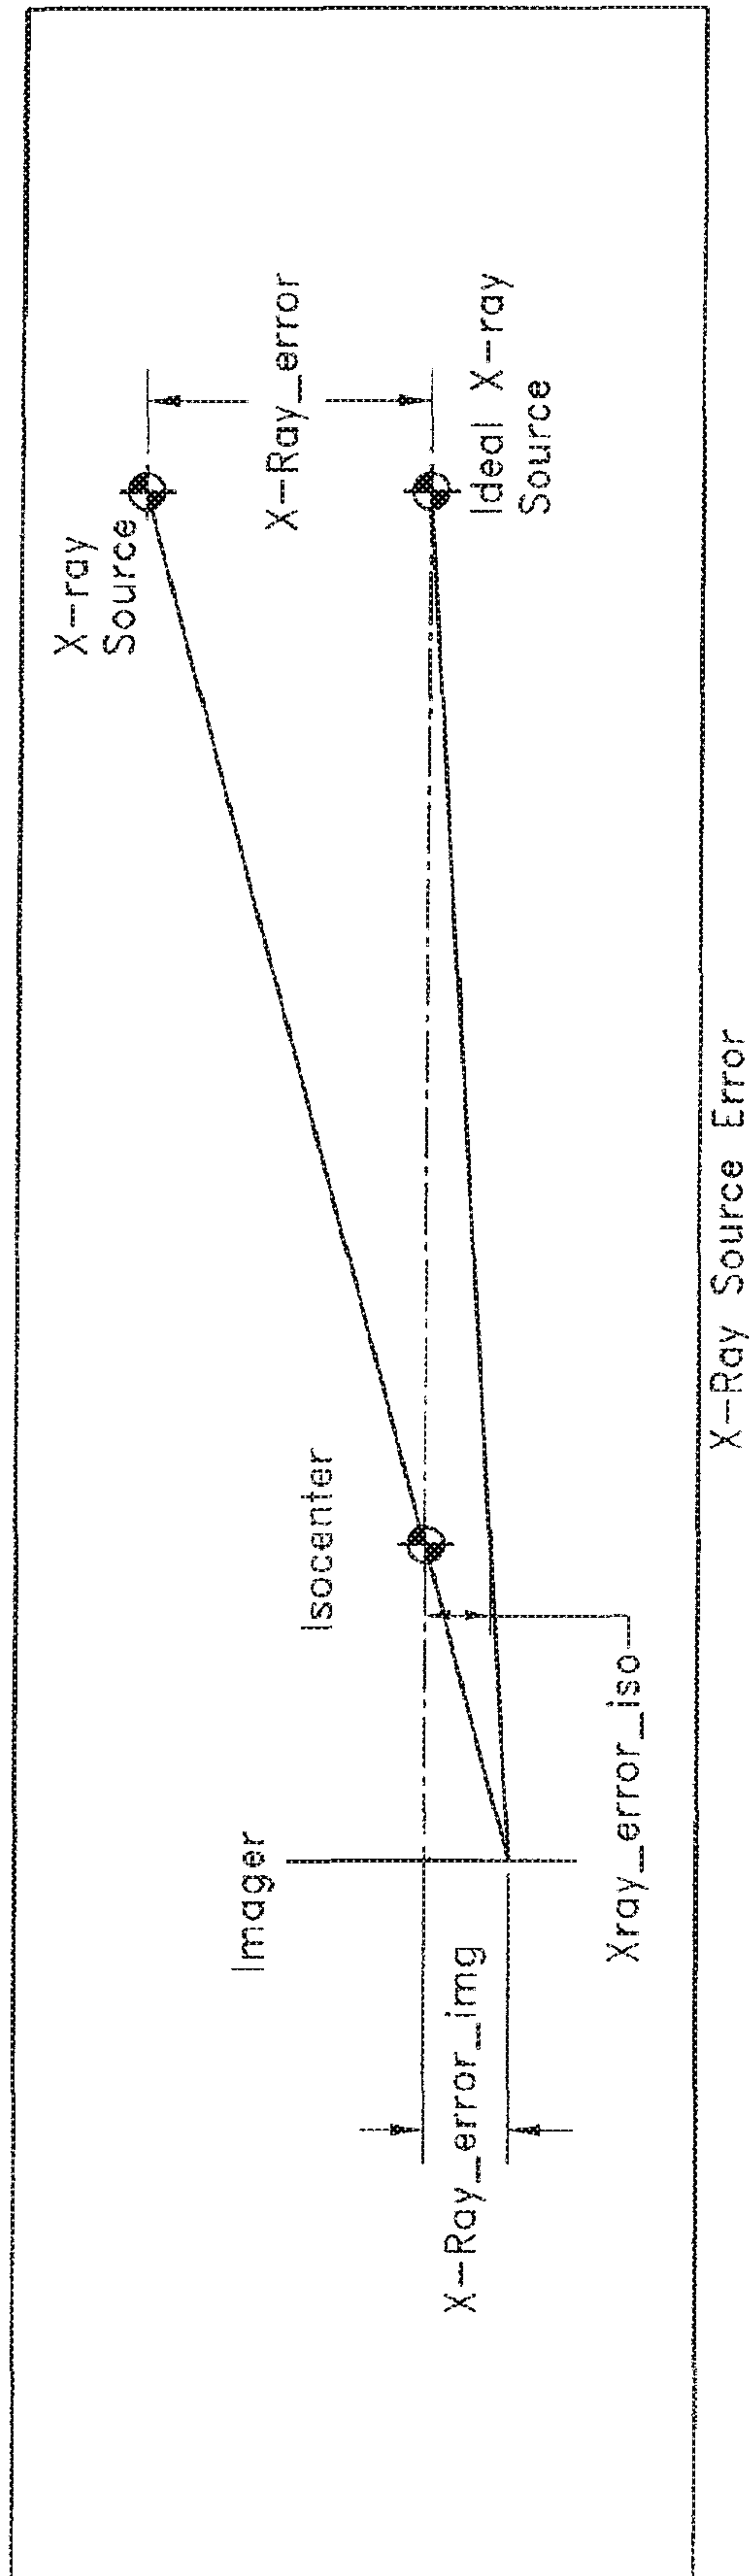 X-ray
Source
X-Ray_error
Ideal X-ray
Source
Isocenter
Imager
X-Ray_error_img
Xray_error_iso
X-Ray Source Error